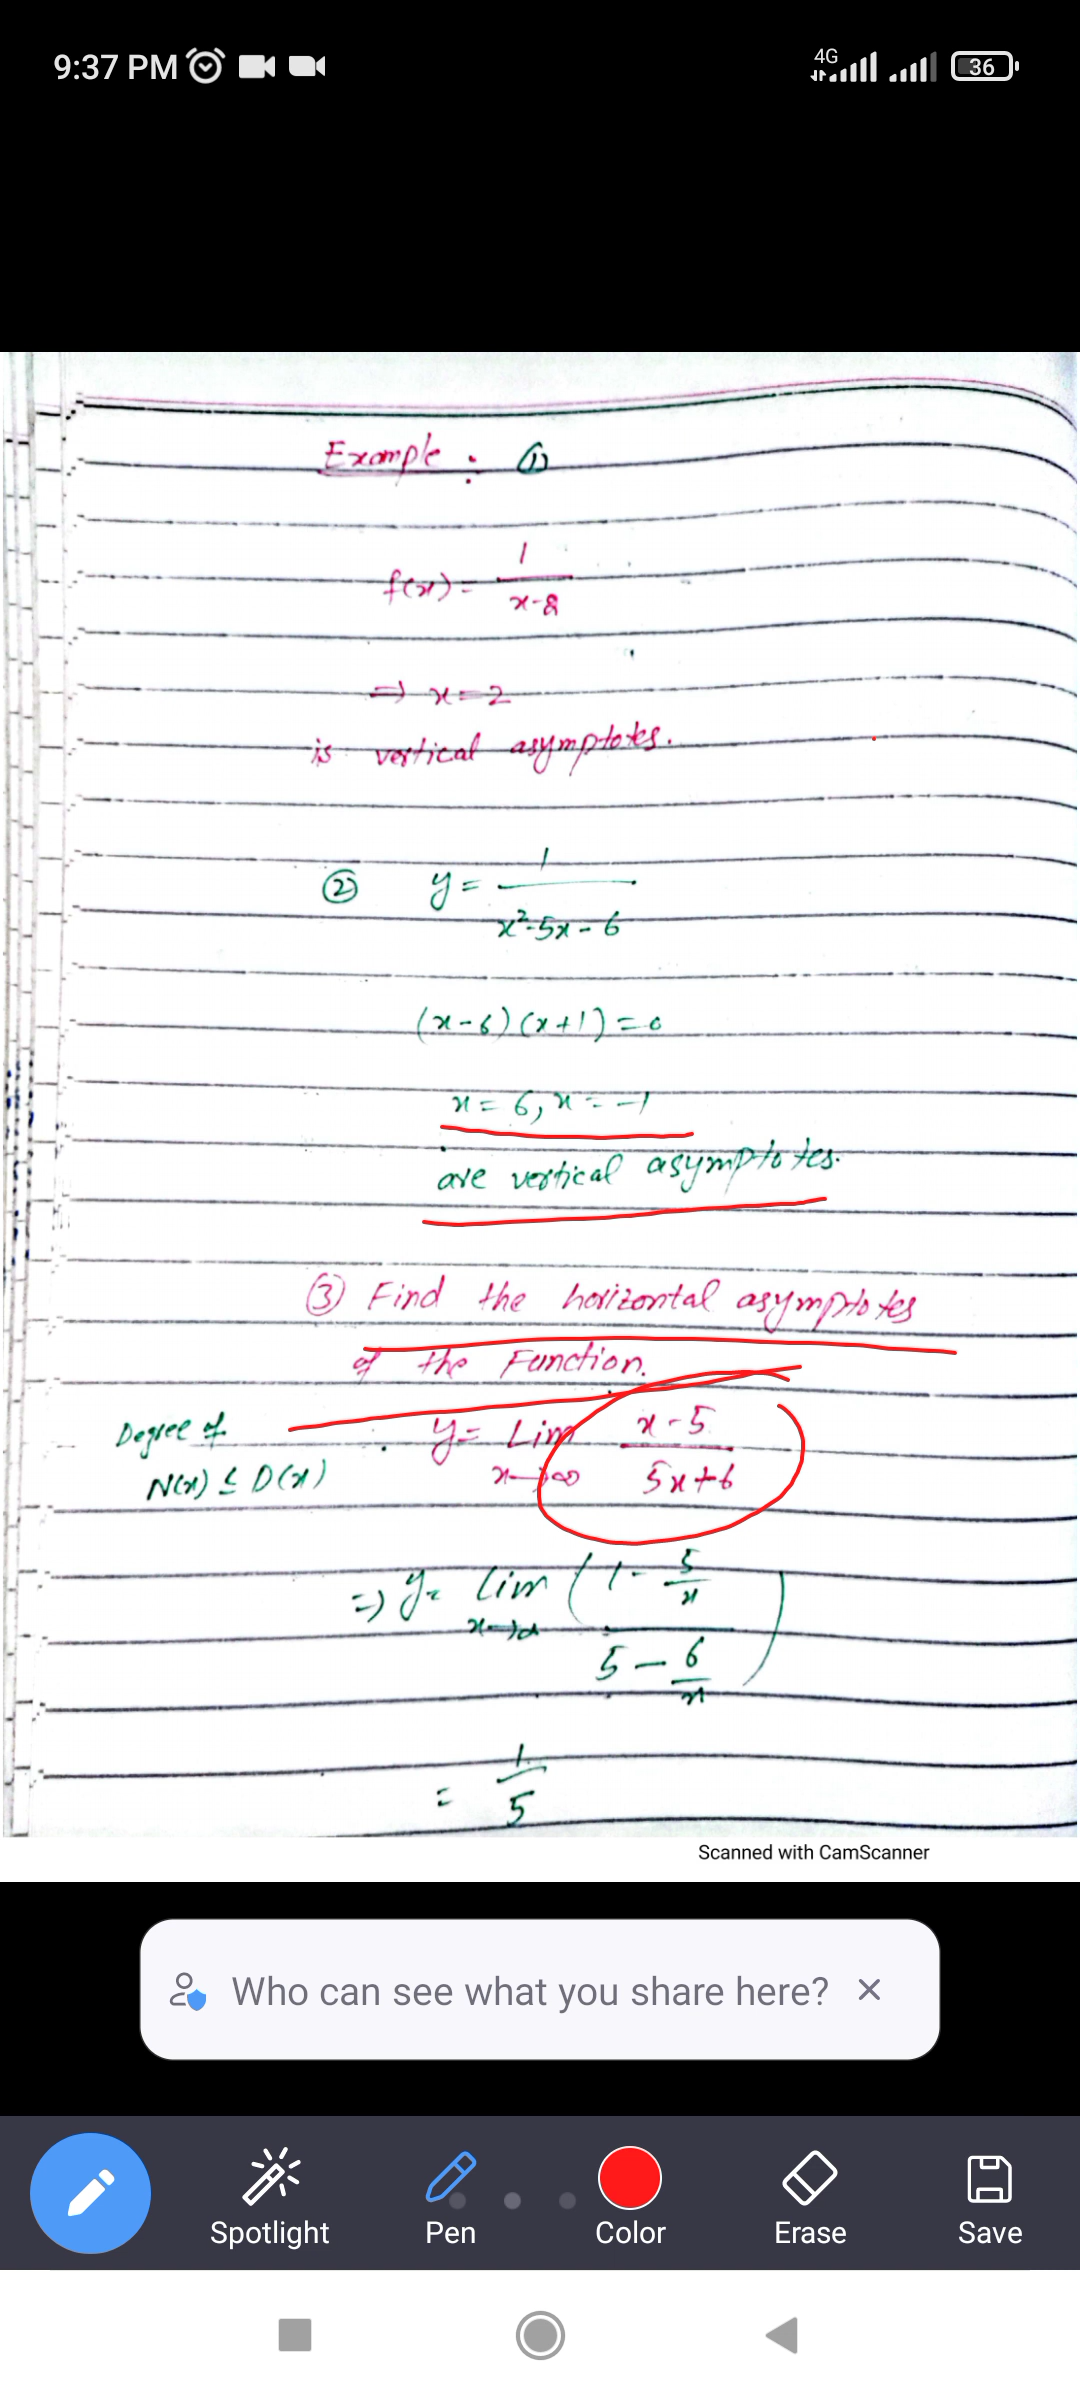 9:37 PM 4G 36
Example : ①
f(x) = 1/(x-2)
⇒ x = 2
is vertical asymptotes.
② y = 1/(x²-5x-6)
(x-6)(x+1)=0
x = 6, x = -1
are vertical asymptotes.
③ Find the horizontal asymptotes
of the Function.
Degree of
N(x) ≤ D(x)
y = Lim x→∞ (x-5)/(5x+6)
⇒ y = lim x→∞ ((1 - 5/x)/(5 - 6/x))
= 1/5
Scanned with CamScanner
Who can see what you share here? ×
Spotlight Pen Color Erase Save